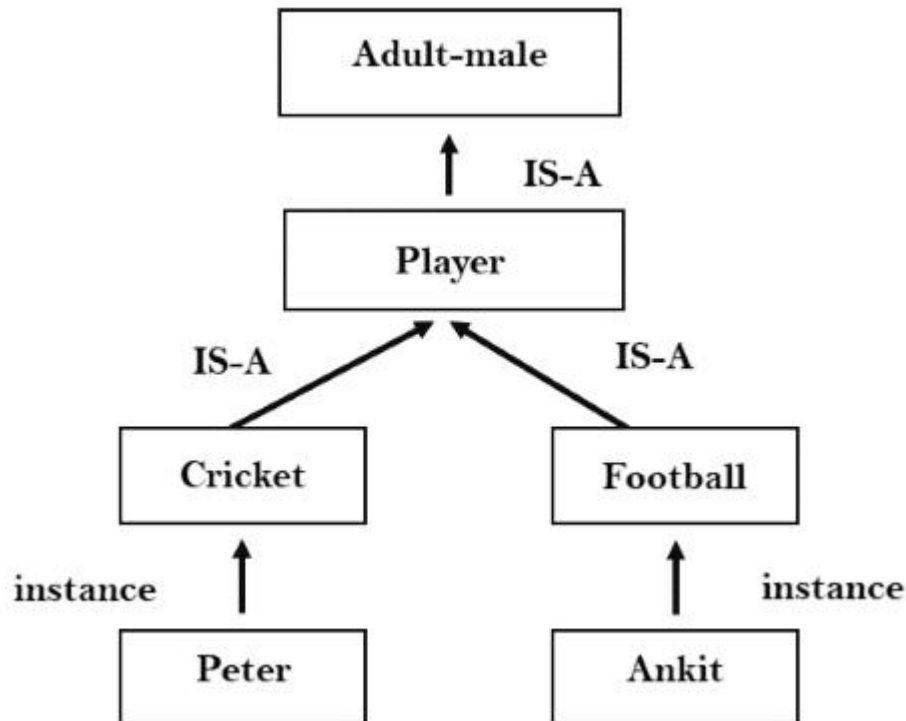 Adult-male
IS-A
Player
IS-A
IS-A
Cricket
Football
instance
instance
Peter
Ankit